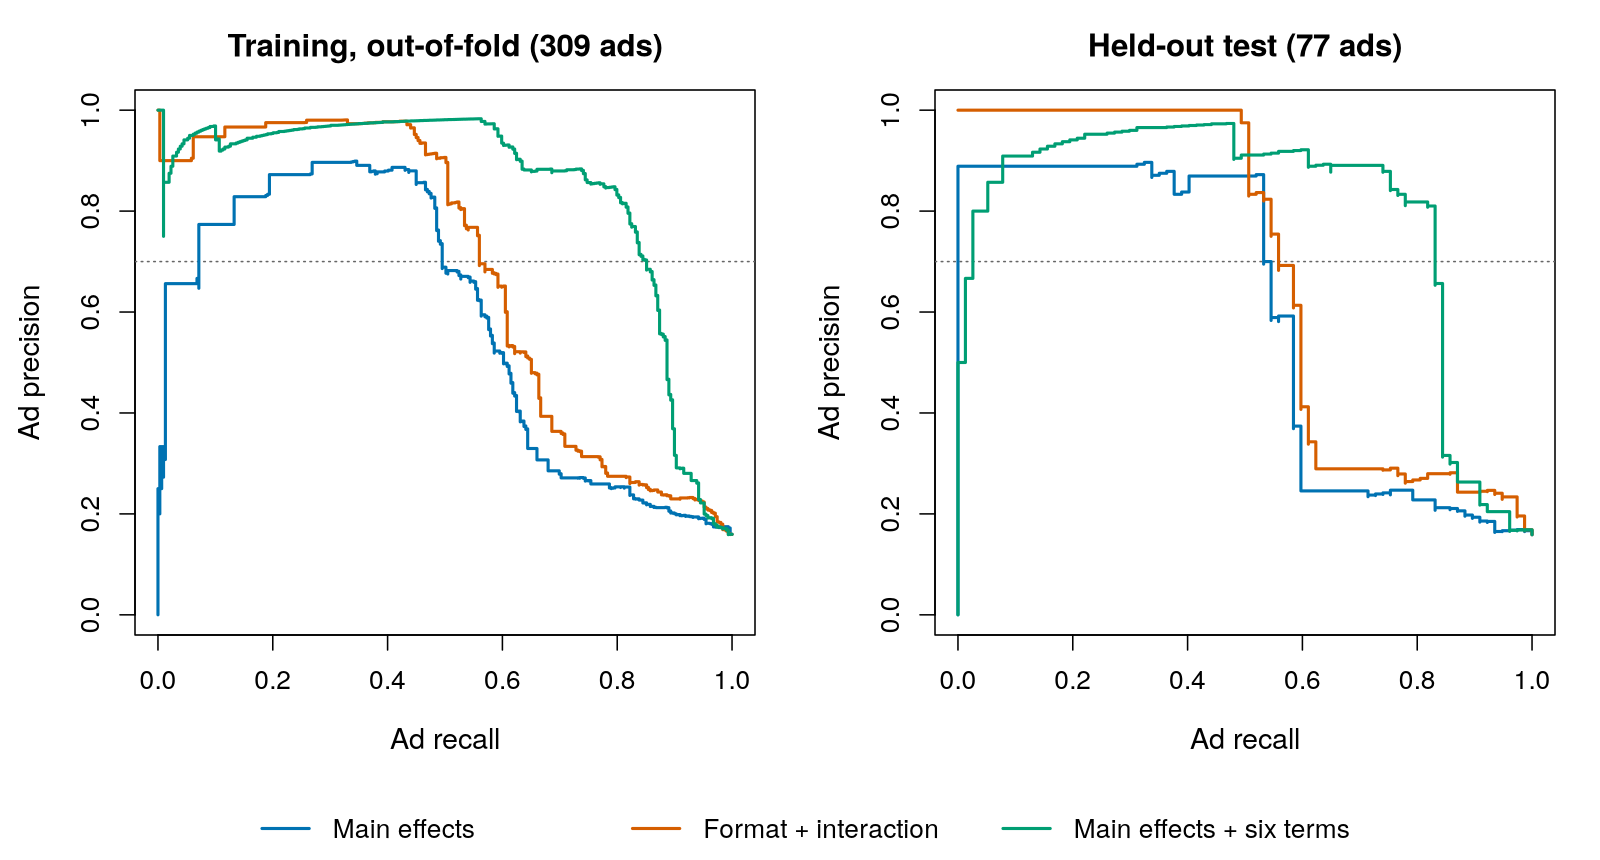 Training, out-of-fold (309 ads)
Ad precision
0.0 0.2 0.4 0.6 0.8 1.0
0.0 0.2 0.4 0.6 0.8 1.0
Ad recall
Held-out test (77 ads)
Ad precision
0.0 0.2 0.4 0.6 0.8 1.0
0.0 0.2 0.4 0.6 0.8 1.0
Ad recall
Main effects Format + interaction Main effects + six terms